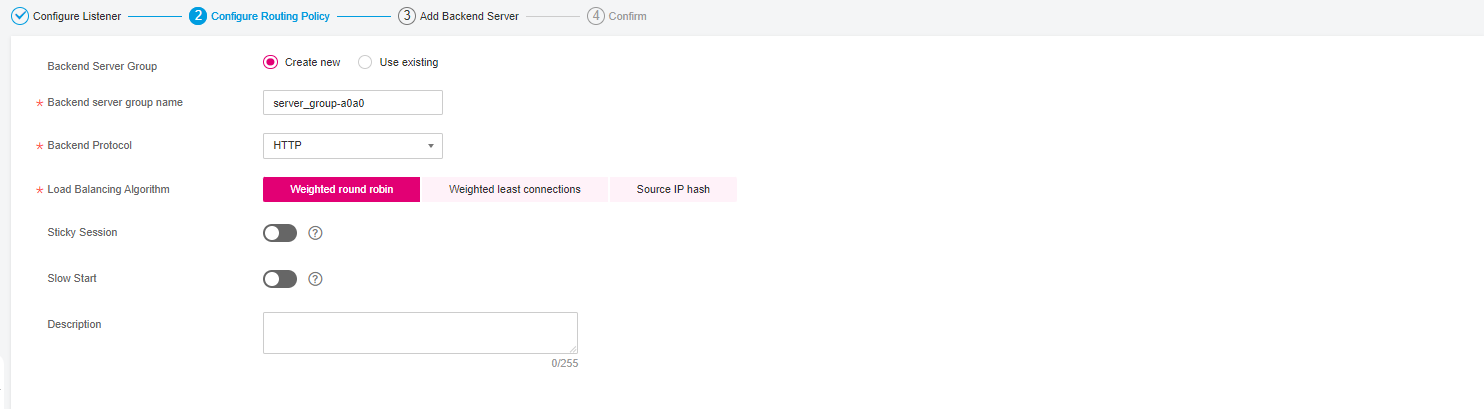 Configure Listener 2 Configure Routing Policy 3 Add Backend Server 4 Confirm
Backend Server Group Create new Use existing
* Backend server group name server_group-a0a0
* Backend Protocol HTTP
* Load Balancing Algorithm Weighted round robin Weighted least connections Source IP hash
Sticky Session ?
Slow Start ?
Description
0/255